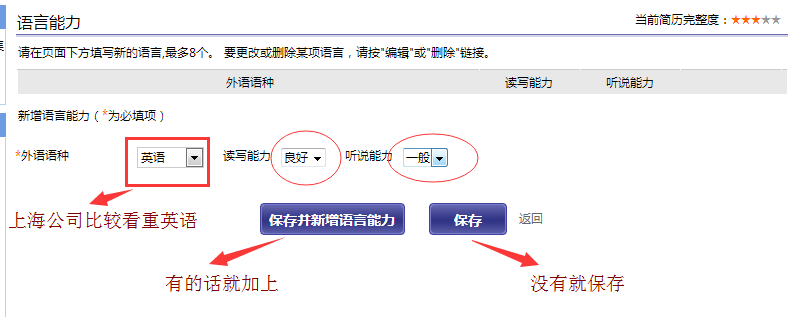 语言能力
当前简历完整度：★★★★★
集
请在页面下方填写新的语言,最多8个。 要更改或删除某项语言，请按"编辑"或"删除"链接。
外语语种 读写能力 听说能力
新增语言能力（*为必填项）
*外语语种 英语 读写能力 良好 听说能力 一般
上海公司比较看重英语
保存并新增语言能力 保存 返回
有的话就加上 没有就保存